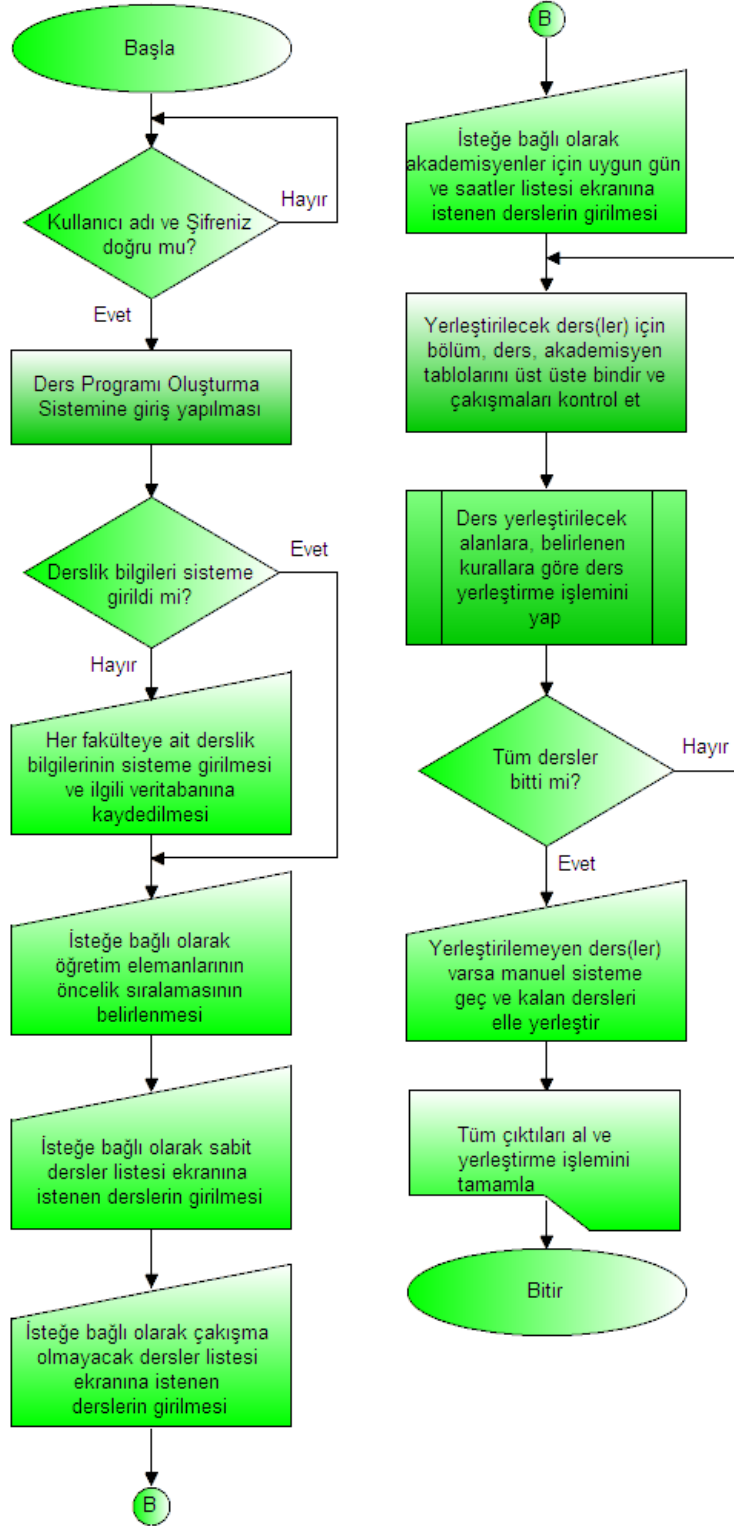 Başla
Kullanıcı adı ve Şifreniz
doğru mu?
Hayır
Evet
Ders Programı Oluşturma
Sistemine giriş yapılması
Derslik bilgileri sisteme
girildi mi?
Evet
Hayır
Her fakülteye ait derslik
bilgilerinin sisteme girilmesi
ve ilgili veritabanına
kaydedilmesi
İsteğe bağlı olarak
öğretim elemanlarının
öncelik sıralamasının
belirlenmesi
İsteğe bağlı olarak sabit
dersler listesi ekranına
istenen derslerin girilmesi
İsteğe bağlı olarak çakışma
olmayacak dersler listesi
ekranına istenen
derslerin girilmesi
B
B
İsteğe bağlı olarak
akademisyenler için uygun gün
ve saatler listesi ekranına
istenen derslerin girilmesi
Yerleştirilecek ders(ler) için
bölüm, ders, akademisyen
tablolarını üst üste bindir ve
çakışmaları kontrol et
Ders yerleştirilecek
alanlara, belirlenen
kurallara göre ders
yerleştirme işlemini
yap
Tüm dersler
bitti mi?
Hayır
Evet
Yerleştirilemeyen ders(ler)
varsa manuel sisteme
geç ve kalan dersleri
elle yerleştir
Tüm çıktıları al ve
yerleştirme işlemini
tamamla
Bitir